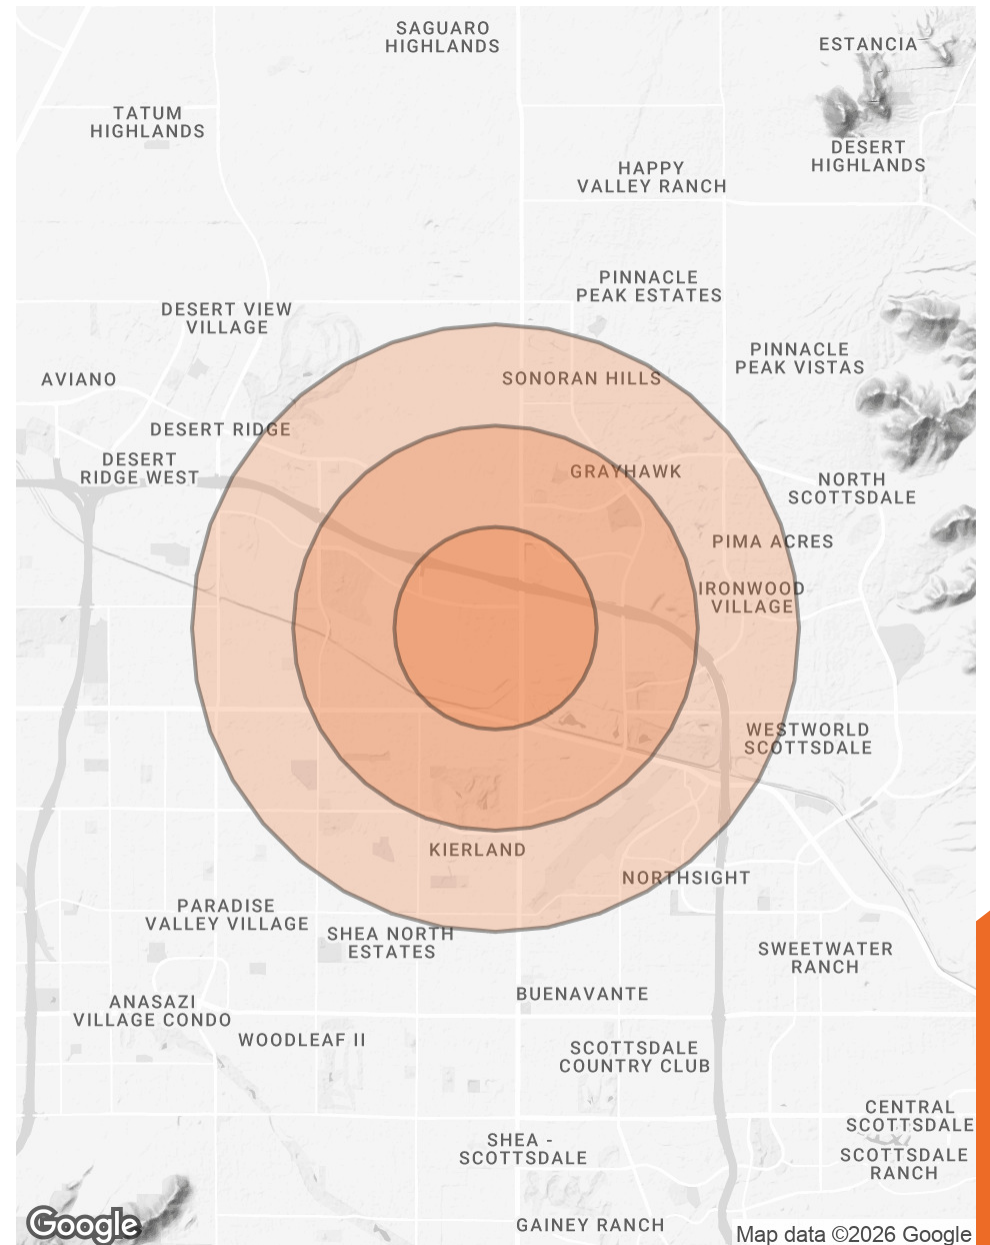 SAGUARO
HIGHLANDS
ESTANCIA
TATUM
HIGHLANDS
DESERT
HIGHLANDS
HAPPY
VALLEY RANCH
PINNACLE
PEAK ESTATES
DESERT VIEW
VILLAGE
PINNACLE
PEAK VISTAS
AVIANO
SONORAN HILLS
DESERT RIDGE
DESERT
RIDGE WEST
GRAYHAWK
NORTH
SCOTTSDALE
PIMA ACRES
IRONWOOD
VILLAGE
WESTWORLD
SCOTTSDALE
KIERLAND
NORTHSIGHT
PARADISE
VALLEY VILLAGE
SHEA NORTH
ESTATES
SWEETWATER
RANCH
BUENAVANTE
ANASAZI
VILLAGE CONDO
WOODLEAF II
SCOTTSDALE
COUNTRY CLUB
CENTRAL
SCOTTSDALE
SHEA -
SCOTTSDALE
SCOTTSDALE
RANCH
GAINEY RANCH
Google
Map data ©2026 Google